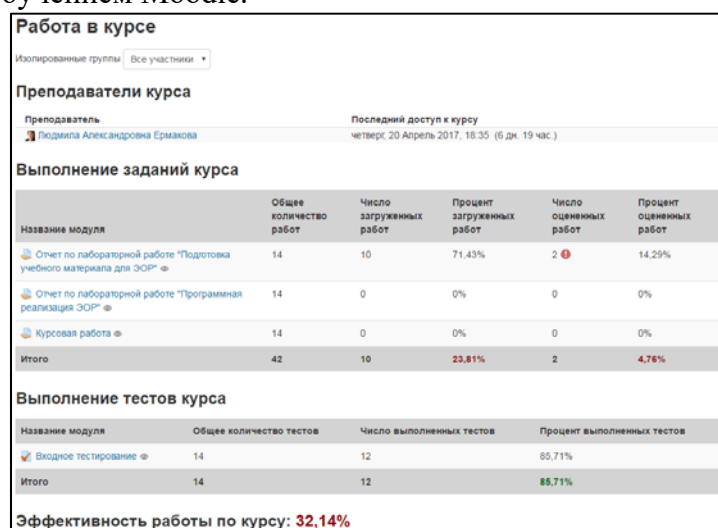 обучением Moodle.
Работа в курсе
Изолированные группы Все участники
Преподаватели курса
Преподаватель Последний доступ к курсу
Людмила Александровна Ермакова четверг, 20 Апрель 2017, 18:35 (6 дн. 19 час.)
Выполнение заданий курса
Название модуля Общее количество работ Число загруженных работ Процент загруженных работ Число оцененных работ Процент оцененных работ
Отчет по лабораторной работе "Подготовка учебного материала для ЭОР" 14 10 71,43% 2 14,29%
Отчет по лабораторной работе "Программная реализация ЭОР" 14 0 0% 0 0%
Курсовая работа 14 0 0% 0 0%
Итого 42 10 23,81% 2 4,76%
Выполнение тестов курса
Название модуля Общее количество тестов Число выполненных тестов Процент выполненных тестов
Входное тестирование 14 12 85,71%
Итого 14 12 85,71%
Эффективность работы по курсу: 32,14%